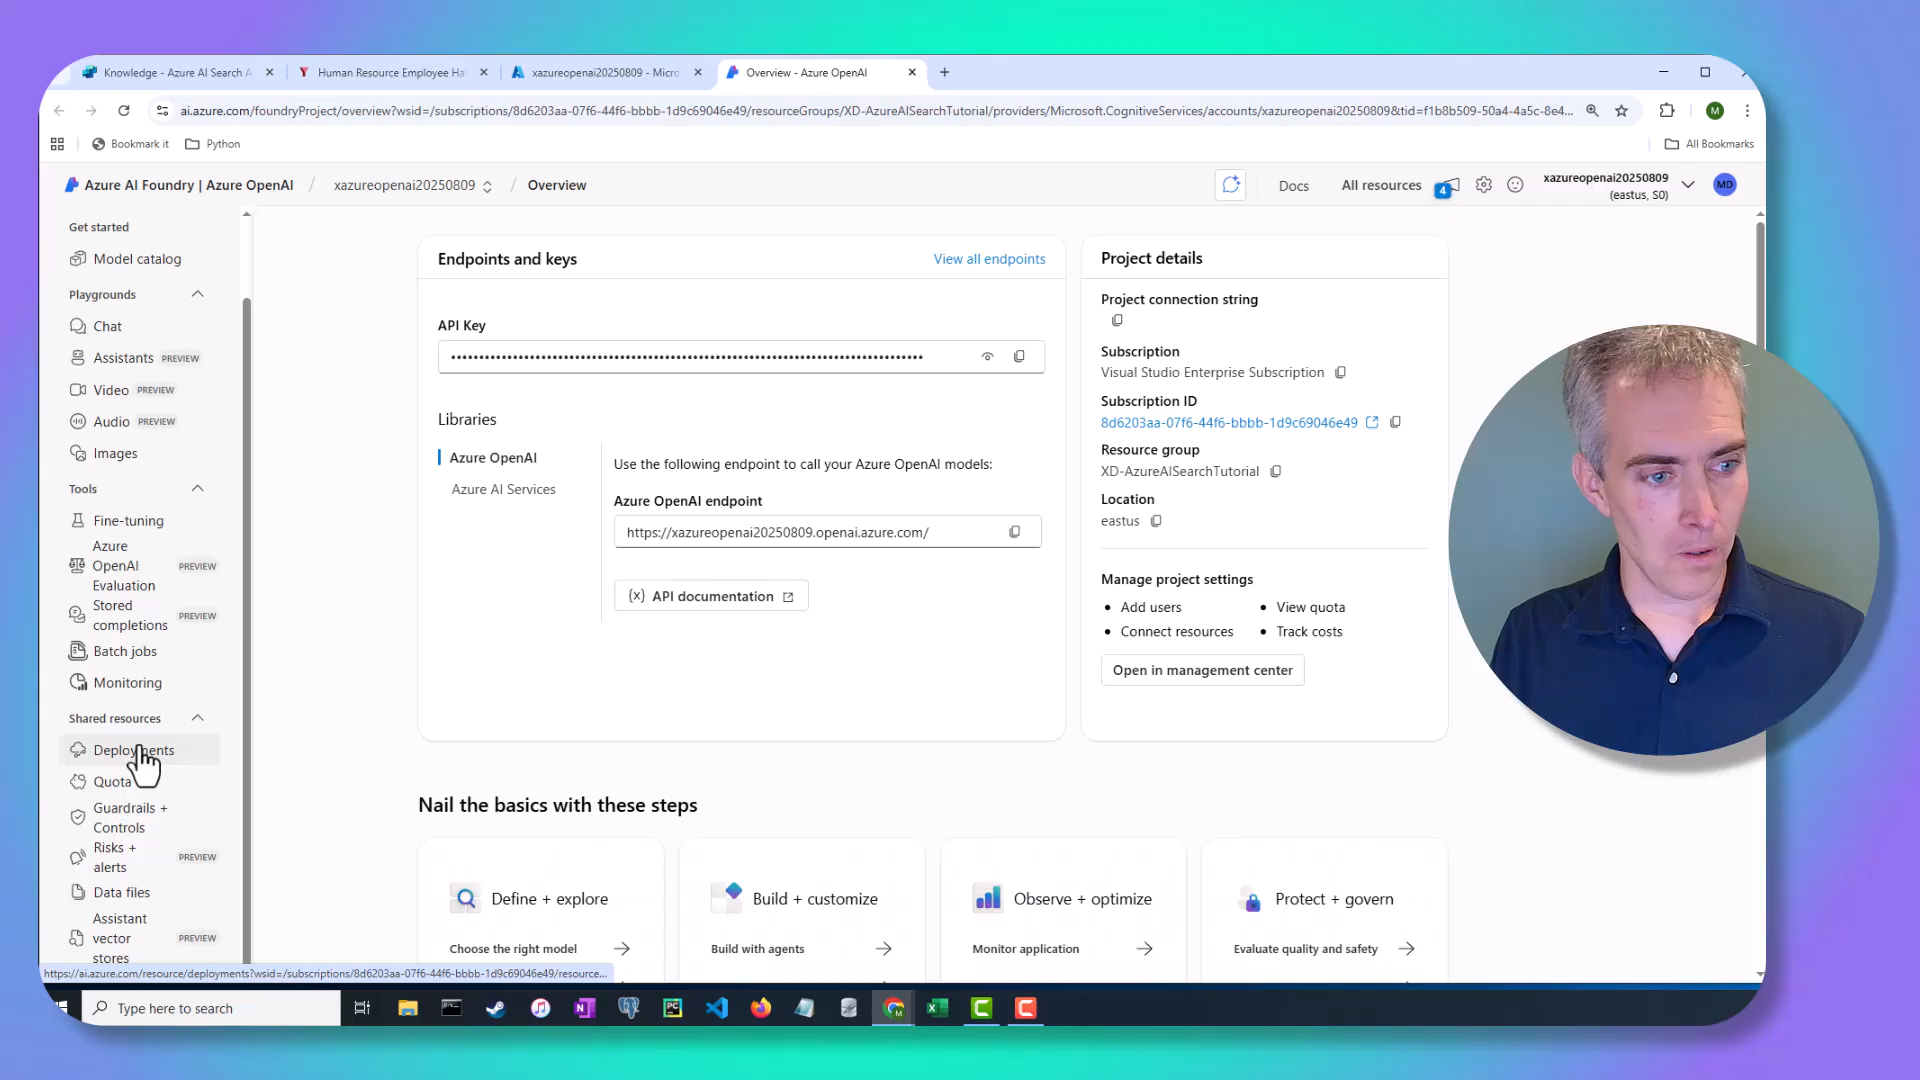 Knowledge - Azure AI Search A
Human Resource Employee Ha
xazureopenai20250809 - Micro
Overview - Azure OpenAI
ai.azure.com/foundryProject/overview?wsid=/subscriptions/8d6203aa-07f6-44f6-bbbb-1d9c69046e49/resourceGroups/XD-AzureAISearchTutorial/providers/Microsoft.CognitiveServices/accounts/xazureopenai20250809&tid=f1b8b509-50a4-4a5c-8e4...
M
Bookmark it
Python
All Bookmarks
Azure AI Foundry | Azure OpenAI / xazureopenai20250809 / Overview
Docs
All resources
4
xazureopenai20250809
(eastus, S0)
MD
Get started
Model catalog
Playgrounds
Chat
Assistants PREVIEW
Video PREVIEW
Audio PREVIEW
Images
Tools
Fine-tuning
Azure
OpenAI PREVIEW
Evaluation
Stored
completions PREVIEW
Batch jobs
Monitoring
Shared resources
Deployments
Quota
Guardrails +
Controls
Risks +
alerts PREVIEW
Data files
Assistant
vector PREVIEW
stores
Endpoints and keys
View all endpoints
API Key
Libraries
Azure OpenAI
Azure AI Services
Use the following endpoint to call your Azure OpenAI models:
Azure OpenAI endpoint
https://xazureopenai20250809.openai.azure.com/
{x} API documentation
Project details
Project connection string
Subscription
Visual Studio Enterprise Subscription
Subscription ID
8d6203aa-07f6-44f6-bbbb-1d9c69046e49
Resource group
XD-AzureAISearchTutorial
Location
eastus
Manage project settings
• Add users
• View quota
• Connect resources
• Track costs
Open in management center
Nail the basics with these steps
Define + explore
Choose the right model
Build + customize
Build with agents
Observe + optimize
Monitor application
Protect + govern
Evaluate quality and safety
https://ai.azure.com/resource/deployments?wsid=/subscriptions/8d6203aa-07f6-44f6-bbbb-1d9c69046e49/resource...
Type here to search